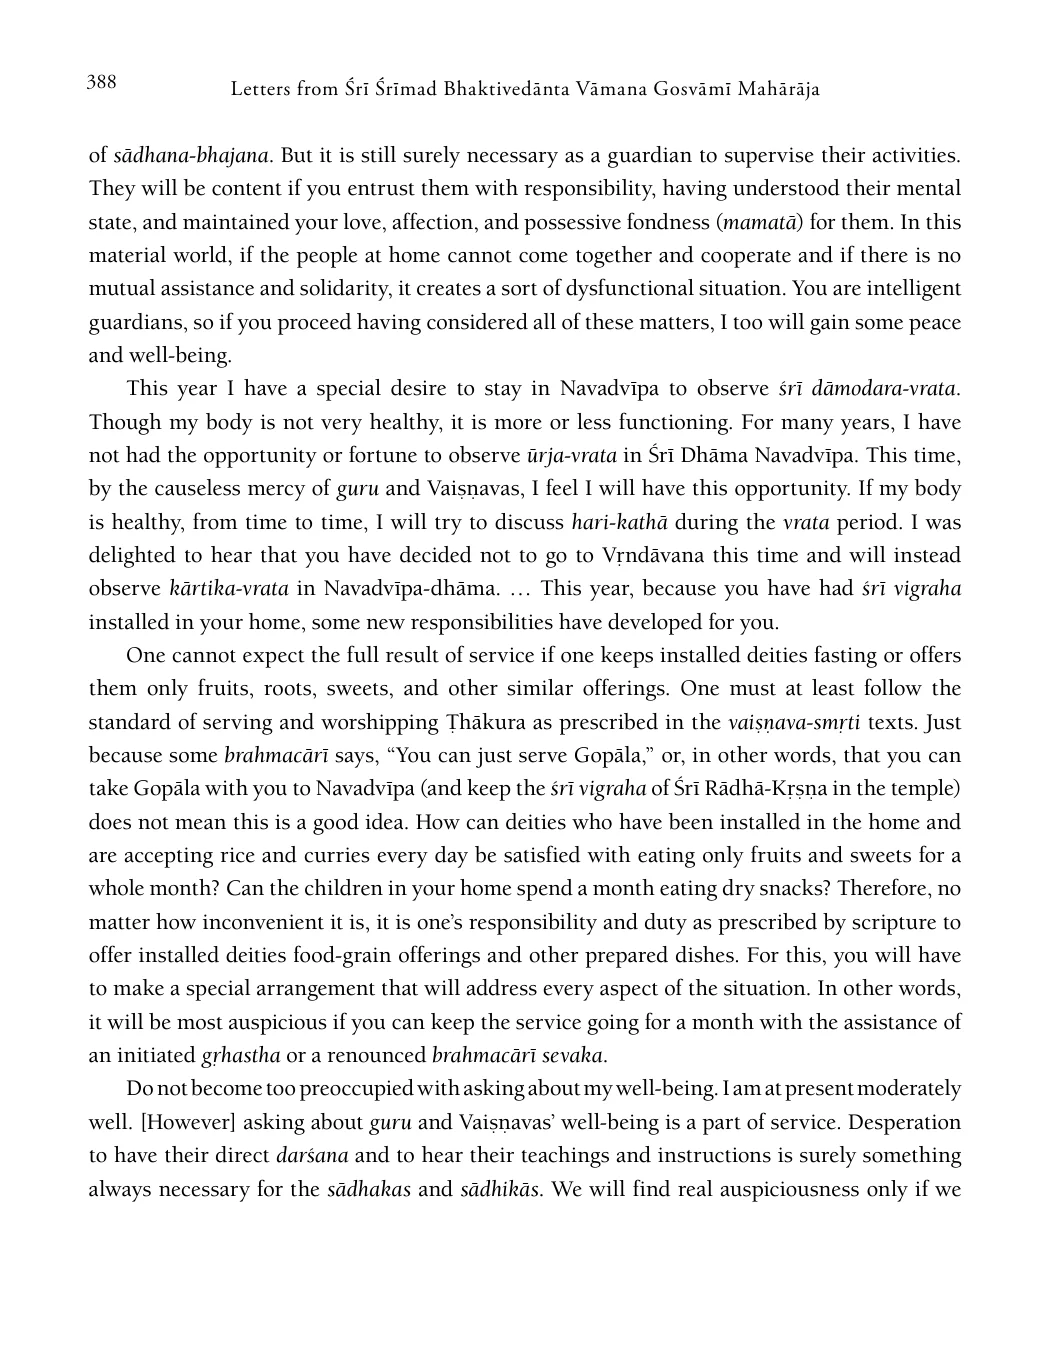 388
Letters from Śrī Śrīmad Bhaktivedānta Vāmana Gosvāmī Mahārāja
of sādhana-bhajana. But it is still surely necessary as a guardian to supervise their activities.
They will be content if you entrust them with responsibility, having understood their mental
state, and maintained your love, affection, and possessive fondness (mamatā) for them. In this
material world, if the people at home cannot come together and cooperate and if there is no
mutual assistance and solidarity, it creates a sort of dysfunctional situation. You are intelligent
guardians, so if you proceed having considered all of these matters, I too will gain some peace
and well-being.
This year I have a special desire to stay in Navadvīpa to observe śrī dāmodara-vrata.
Though my body is not very healthy, it is more or less functioning. For many years, I have
not had the opportunity or fortune to observe ūrja-vrata in Śrī Dhāma Navadvīpa. This time,
by the causeless mercy of guru and Vaiṣṇavas, I feel I will have this opportunity. If my body
is healthy, from time to time, I will try to discuss hari-kathā during the vrata period. I was
delighted to hear that you have decided not to go to Vṛndāvana this time and will instead
observe kārtika-vrata in Navadvīpa-dhāma. … This year, because you have had śrī vigraha
installed in your home, some new responsibilities have developed for you.
One cannot expect the full result of service if one keeps installed deities fasting or offers
them only fruits, roots, sweets, and other similar offerings. One must at least follow the
standard of serving and worshipping Ṭhākura as prescribed in the vaiṣṇava-smṛti texts. Just
because some brahmacārī says, “You can just serve Gopāla,” or, in other words, that you can
take Gopāla with you to Navadvīpa (and keep the śrī vigraha of Śrī Rādhā-Kṛṣṇa in the temple)
does not mean this is a good idea. How can deities who have been installed in the home and
are accepting rice and curries every day be satisfied with eating only fruits and sweets for a
whole month? Can the children in your home spend a month eating dry snacks? Therefore, no
matter how inconvenient it is, it is one’s responsibility and duty as prescribed by scripture to
offer installed deities food-grain offerings and other prepared dishes. For this, you will have
to make a special arrangement that will address every aspect of the situation. In other words,
it will be most auspicious if you can keep the service going for a month with the assistance of
an initiated gṛhastha or a renounced brahmacārī sevaka.
Do not become too preoccupied with asking about my well-being. I am at present moderately
well. [However] asking about guru and Vaiṣṇavas’ well-being is a part of service. Desperation
to have their direct darśana and to hear their teachings and instructions is surely something
always necessary for the sādhakas and sādhikās. We will find real auspiciousness only if we